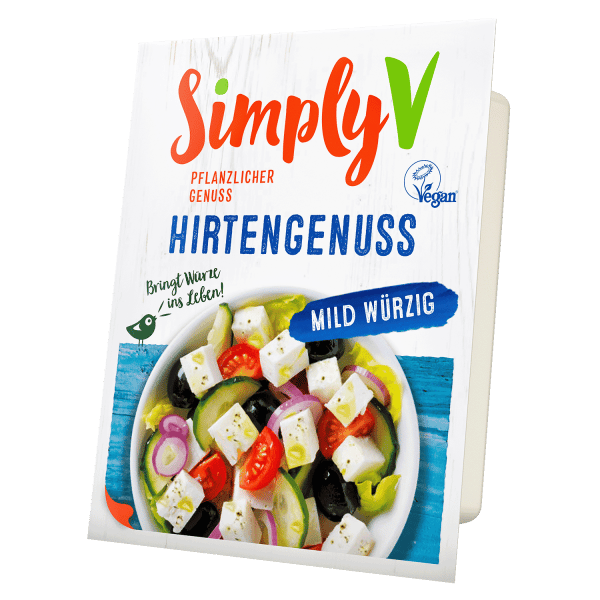 SimplyV
PFLANZLICHER
GENUSS
Vegan
HIRTENGENUSS
Bringt Würze
ins Leben!
MILD WÜRZIG